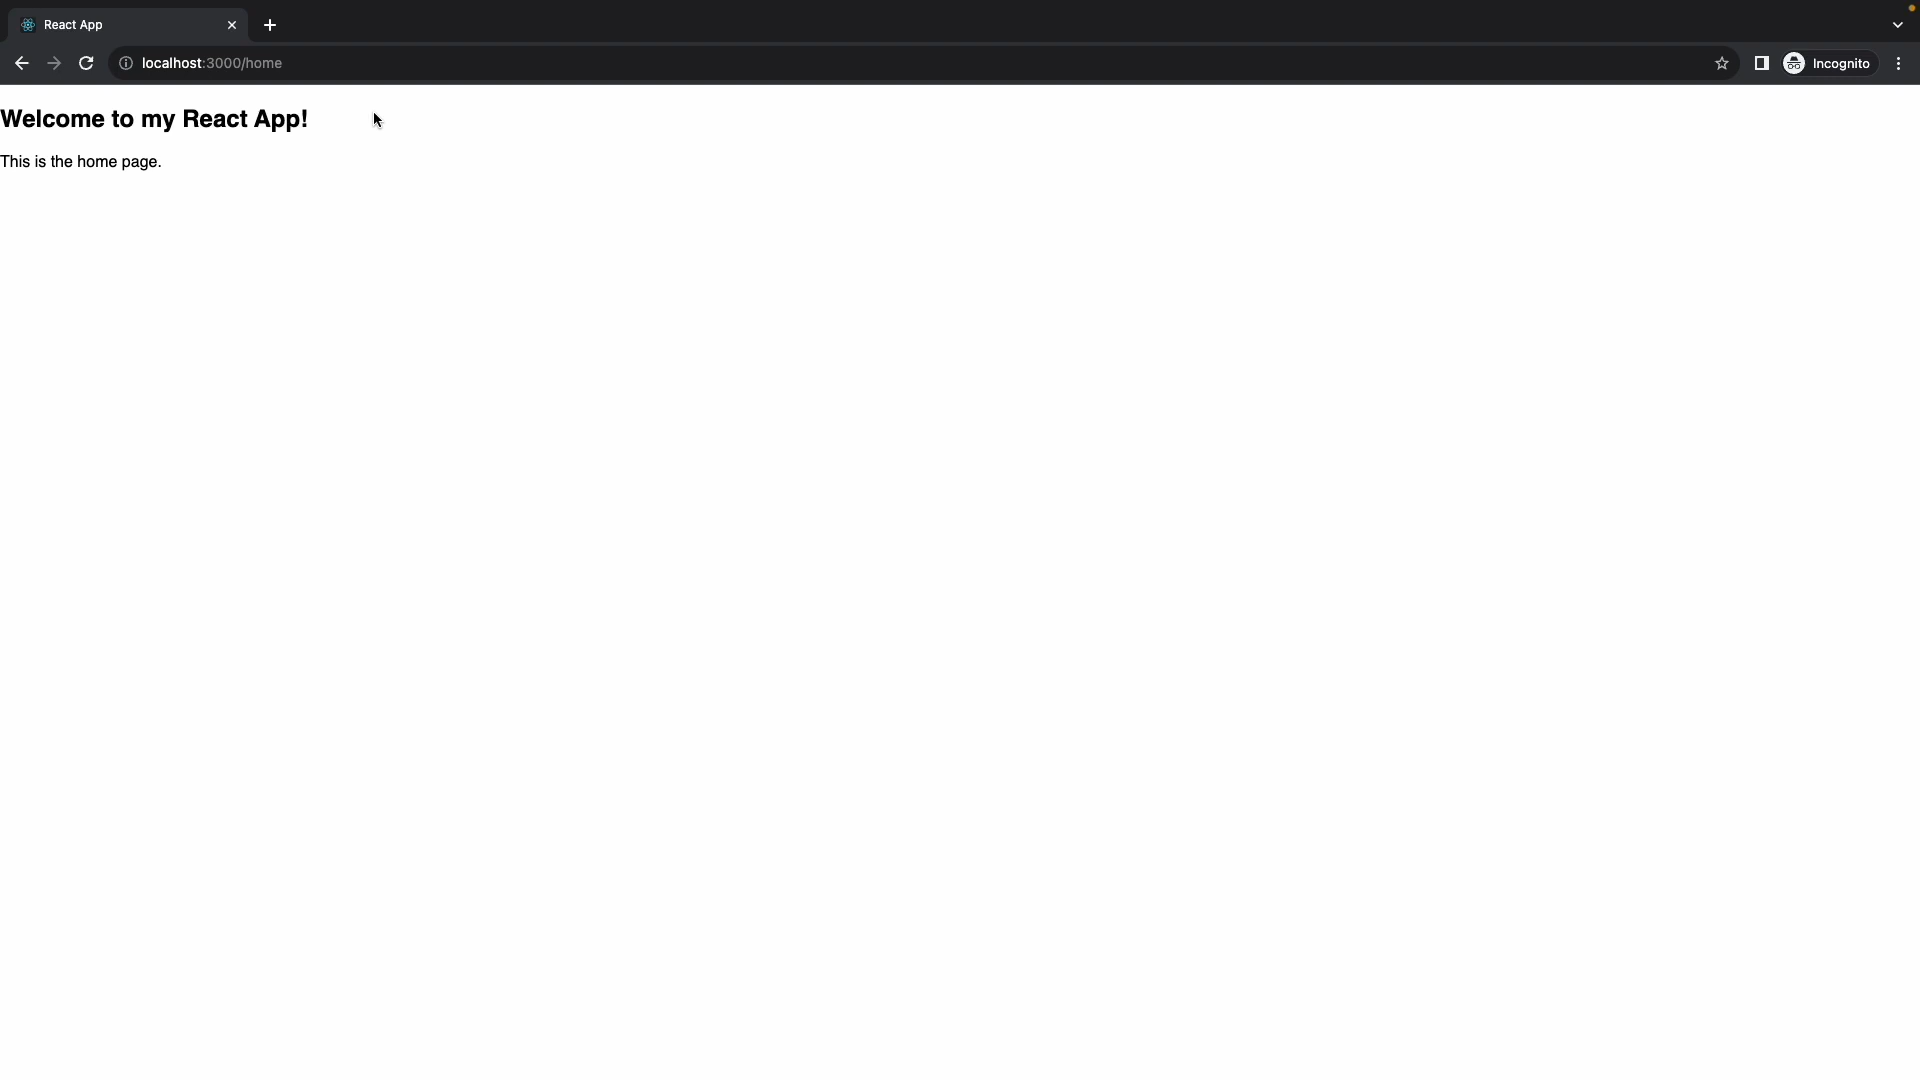 React App
localhost:3000/home
Incognito
Welcome to my React App!
This is the home page.